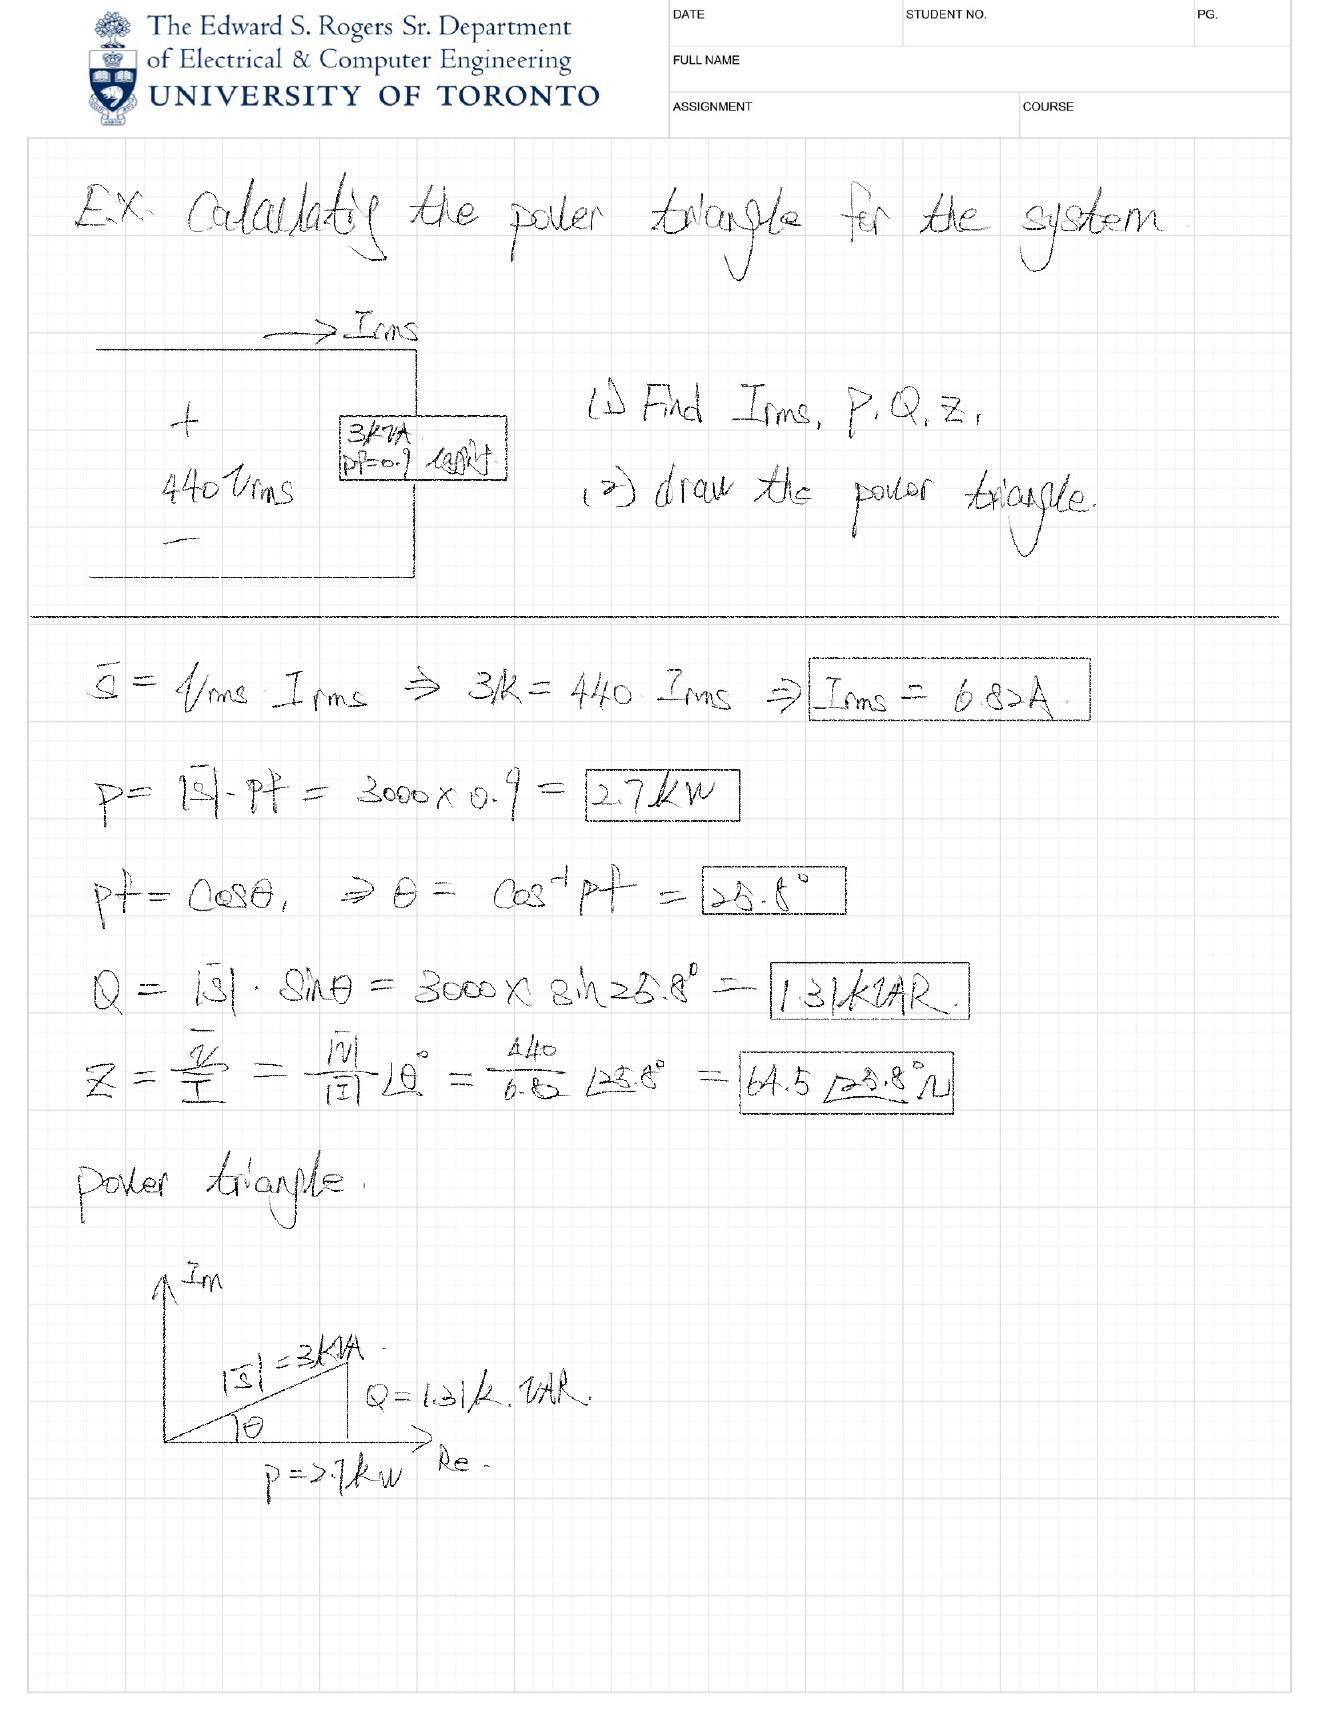 The Edward S. Rogers Sr. Department
of Electrical & Computer Engineering
UNIVERSITY OF TORONTO
DATE
STUDENT NO.
PG.
FULL NAME
ASSIGNMENT
COURSE
EX. Calculatig the power triangle for the system.
→ Irms
+
440 Vrms
−
3kVA
pf=0.9
(1) Find Irms, P, Q, Z,
(2) draw the power triangle.
S̄ = Vrms · Irms ⇒ 3k = 440 · Irms ⇒ Irms = 6.82A.
P = |S̄| · pf = 3000 × 0.9 = 2.7kW
pf = cosθ, ⇒ θ = cos⁻¹ pf = 25.8°
Q = |S̄| · sinθ = 3000 × sin 25.8° = 1.31kVAR.
Z = V̄/I = |V̄|/|Ī| ∠θ° = 440/6.82 ∠25.8° = 64.5 ∠25.8° Ω
power triangle.
Im
|S̄| = 3kVA.
Q = 1.31k. VAR.
θ
P = 2.7kW
Re.